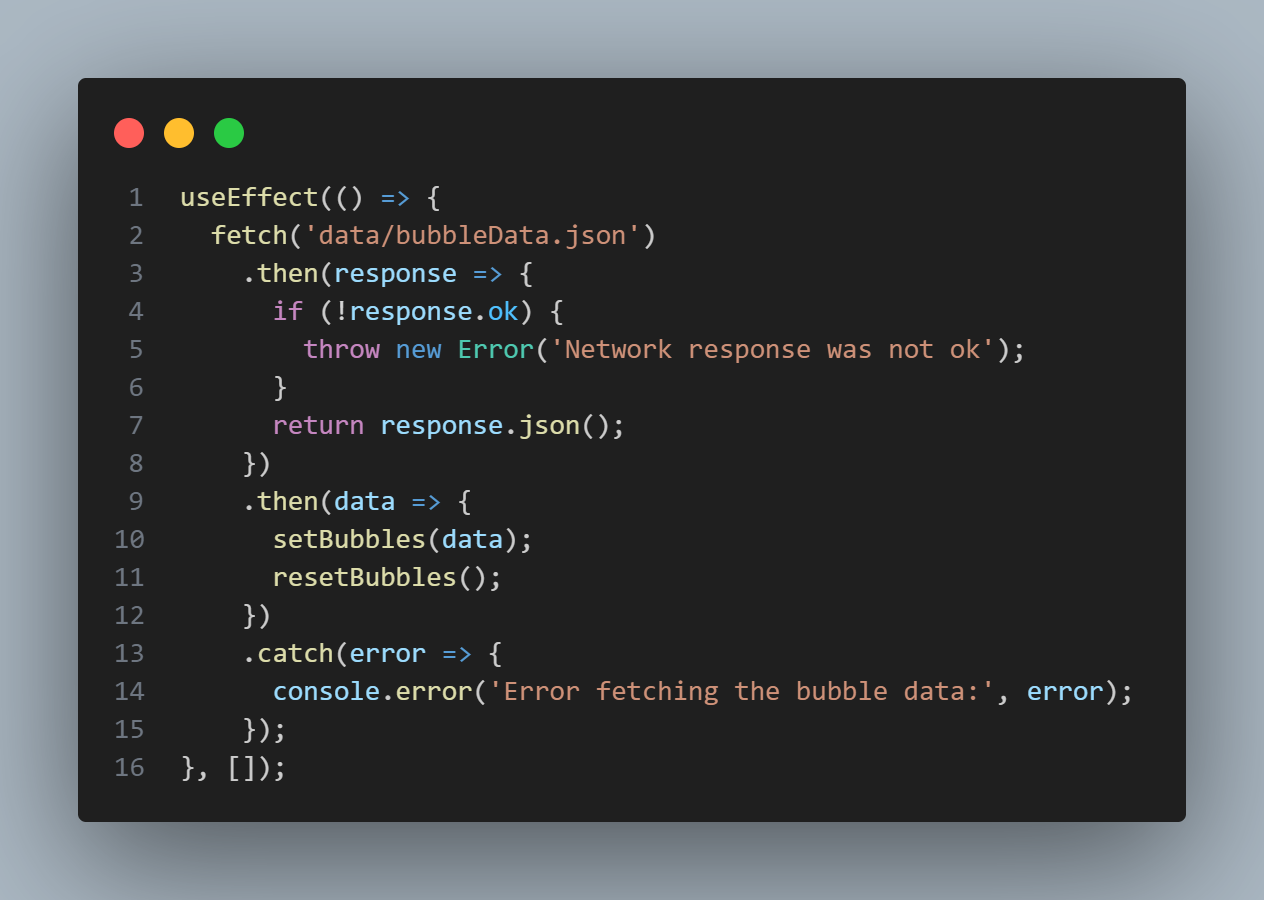 1 useEffect(() => {
2   fetch('data/bubbleData.json')
3     .then(response => {
4       if (!response.ok) {
5         throw new Error('Network response was not ok');
6       }
7       return response.json();
8     })
9     .then(data => {
10       setBubbles(data);
11       resetBubbles();
12     })
13     .catch(error => {
14       console.error('Error fetching the bubble data:', error);
15     });
16 }, []);